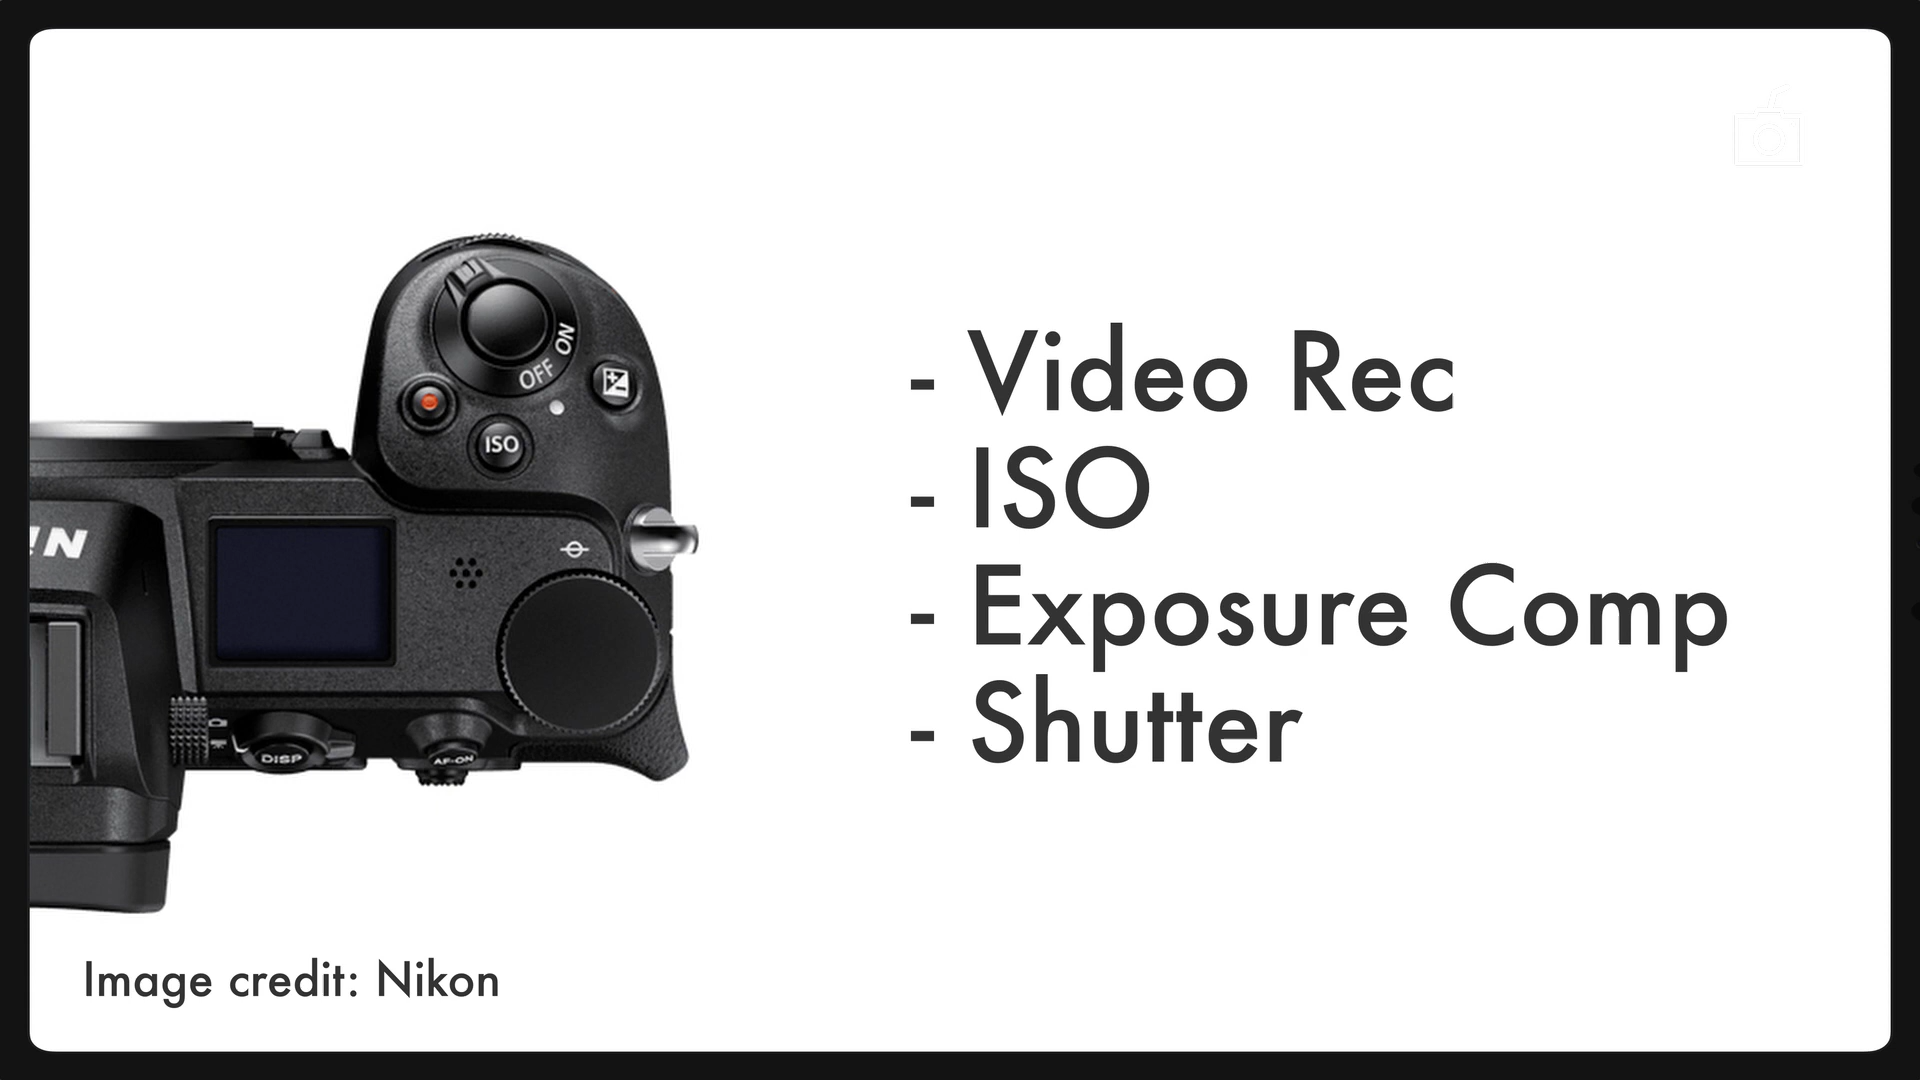 ON
OFF
ISO
N
DISP
AF-ON
- Video Rec
- ISO
- Exposure Comp
- Shutter
Image credit: Nikon